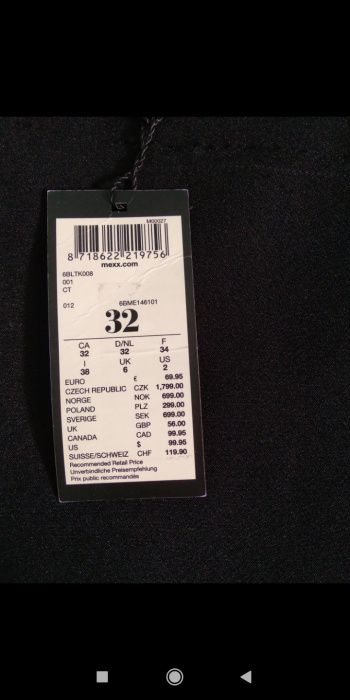 M00027
8 718622 219756
mexx.com
6BLTK008
001
CT
012 6BME146101
32
CA D/NL F
32 32 34
I UK US
38 6 2
EURO € 69.95
CZECH REPUBLIC CZK 1,799.00
NORGE NOK 699.00
POLAND PLZ 299.00
SVERIGE SEK 699.00
UK GBP 56.00
CANADA CAD 99.95
US $ 99.95
SUISSE/SCHWEIZ CHF 119.90
Recommended Retail Price
Unverbindliche Preisempfehlung
Prix public recommandés